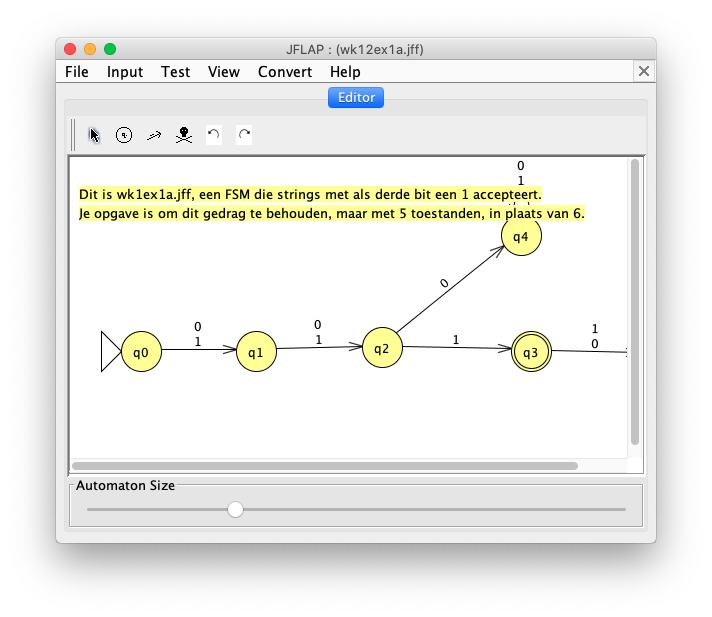 JFLAP : (wk12ex1a.jff)
File Input Test View Convert Help
Editor
0
1
Dit is wk1ex1a.jff, een FSM die strings met als derde bit een 1 accepteert.
Je opgave is om dit gedrag te behouden, maar met 5 toestanden, in plaats van 6.
q4
0
0
1
0
1
1
1
0
q0
q1
q2
q3
Automaton Size